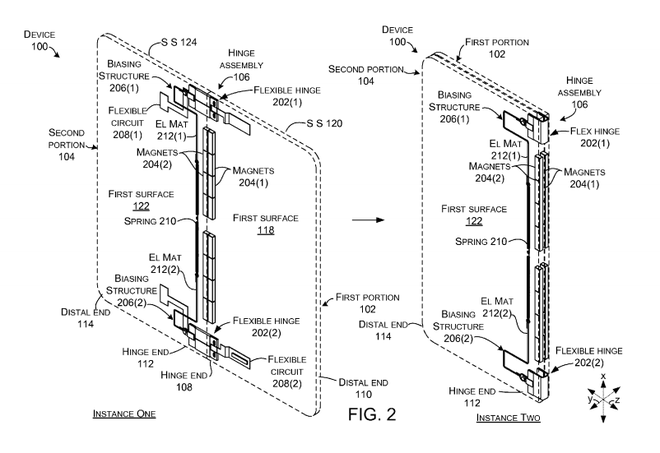 DEVICE
100
S S 124
HINGE
ASSEMBLY
106
BIASING
STRUCTURE
206(1)
FLEXIBLE HINGE
202(1)
FLEXIBLE
CIRCUIT
208(1)
S S 120
EL MAT
212(1)
SECOND
PORTION
104
MAGNETS
204(2)
MAGNETS
204(1)
FIRST SURFACE
122
FIRST SURFACE
118
SPRING 210
EL MAT
212(2)
BIASING
STRUCTURE
206(2)
FIRST PORTION
102
DISTAL END
114
FLEXIBLE HINGE
202(2)
HINGE END
112
FLEXIBLE
CIRCUIT
208(2)
HINGE END
108
DISTAL END
110
INSTANCE ONE
FIG. 2
DEVICE
100
FIRST PORTION
102
SECOND PORTION
104
HINGE
ASSEMBLY
106
BIASING
STRUCTURE
206(1)
FLEX HINGE
202(1)
EL MAT
212(1)
MAGNETS
204(2)
MAGNETS
204(1)
FIRST SURFACE
122
SPRING 210
EL MAT
212(2)
BIASING
STRUCTURE
206(2)
DISTAL END
114
FLEXIBLE HINGE
202(2)
HINGE END
112
x
y
z
INSTANCE TWO